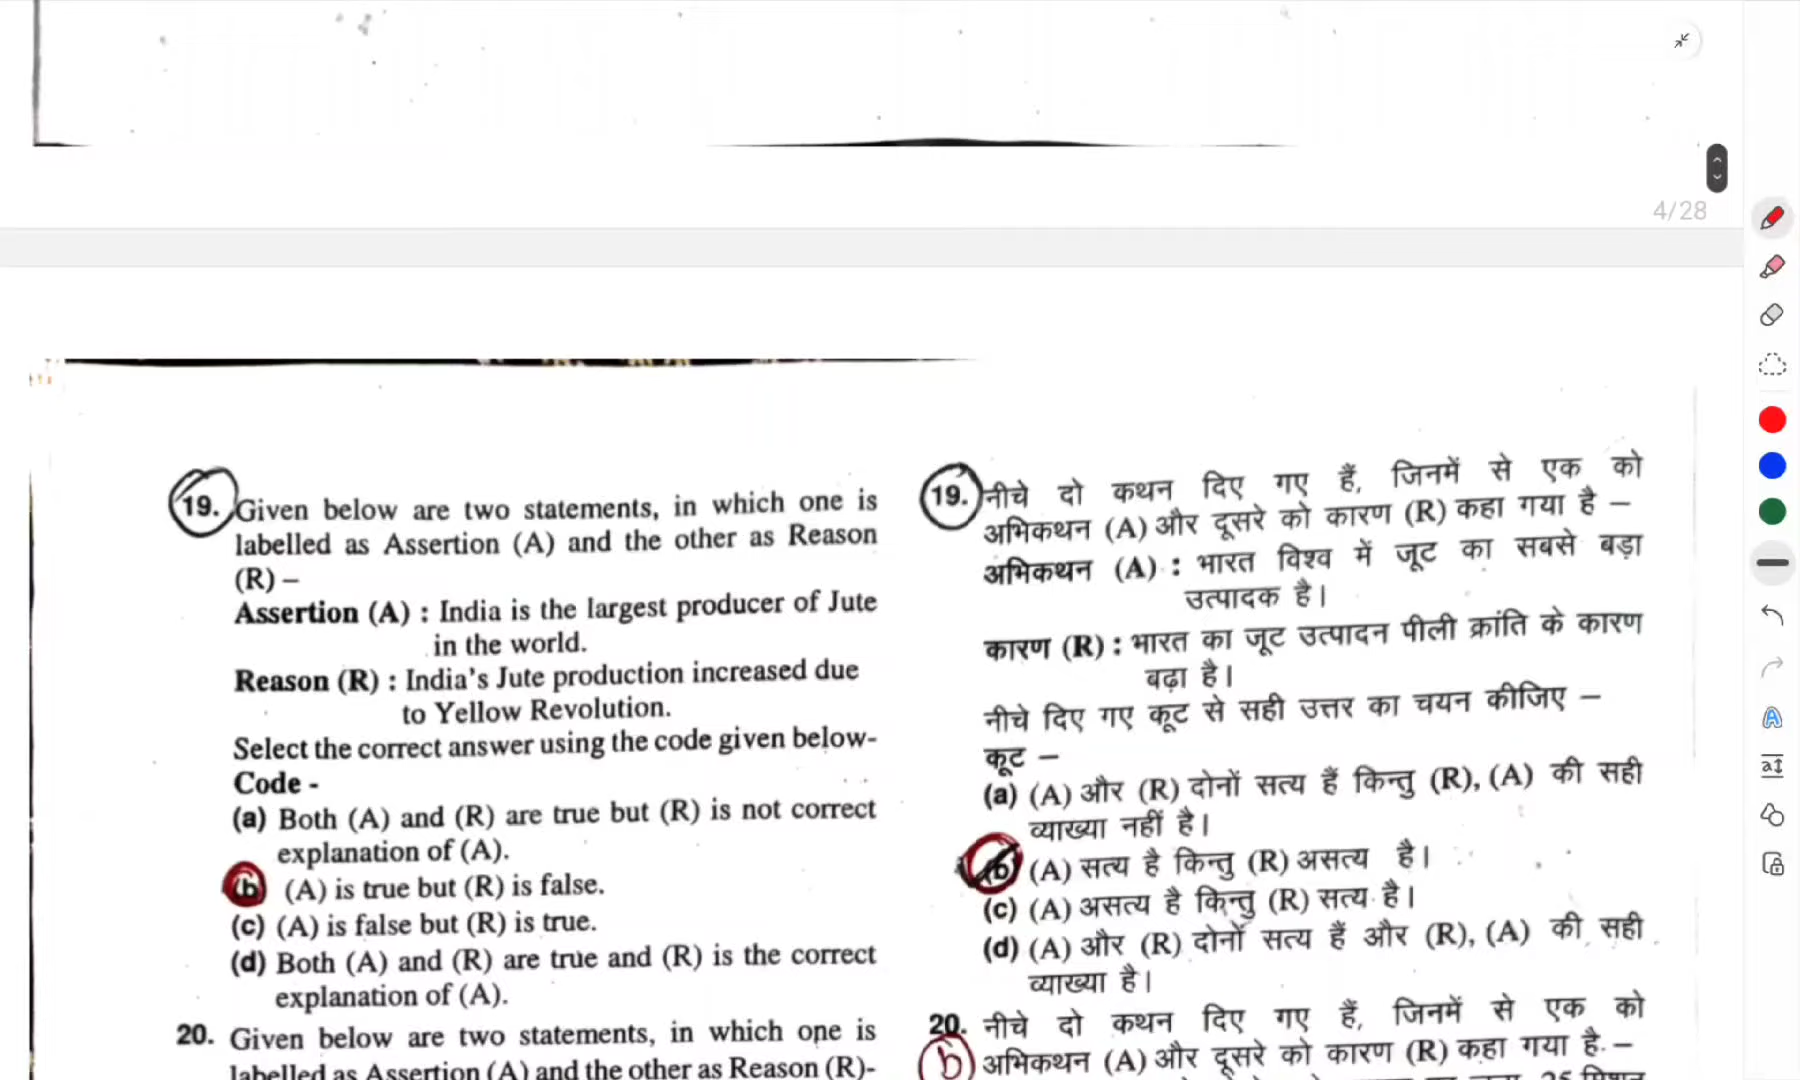 4/28
19. Given below are two statements, in which one is
labelled as Assertion (A) and the other as Reason
(R) –
Assertion (A) : India is the largest producer of Jute
in the world.
Reason (R) : India's Jute production increased due
to Yellow Revolution.
Select the correct answer using the code given below-
Code -
(a) Both (A) and (R) are true but (R) is not correct
explanation of (A).
(b) (A) is true but (R) is false.
(c) (A) is false but (R) is true.
(d) Both (A) and (R) are true and (R) is the correct
explanation of (A).
20. Given below are two statements, in which one is
labelled as Assertion (A) and the other as Reason (R)-
19. नीचे दो कथन दिए गए हैं, जिनमें से एक को
अभिकथन (A) और दूसरे को कारण (R) कहा गया है –
अभिकथन (A) : भारत विश्व में जूट का सबसे बड़ा
उत्पादक है।
कारण (R) : भारत का जूट उत्पादन पीली क्रांति के कारण
बढ़ा है।
नीचे दिए गए कूट से सही उत्तर का चयन कीजिए –
कूट –
(a) (A) और (R) दोनों सत्य हैं किन्तु (R), (A) की सही
व्याख्या नहीं है।
(b) (A) सत्य है किन्तु (R) असत्य है।
(c) (A) असत्य है किन्तु (R) सत्य है।
(d) (A) और (R) दोनों सत्य हैं और (R), (A) की सही
व्याख्या है।
20. नीचे दो कथन दिए गए हैं, जिनमें से एक को
b अभिकथन (A) और दूसरे को कारण (R) कहा गया है –